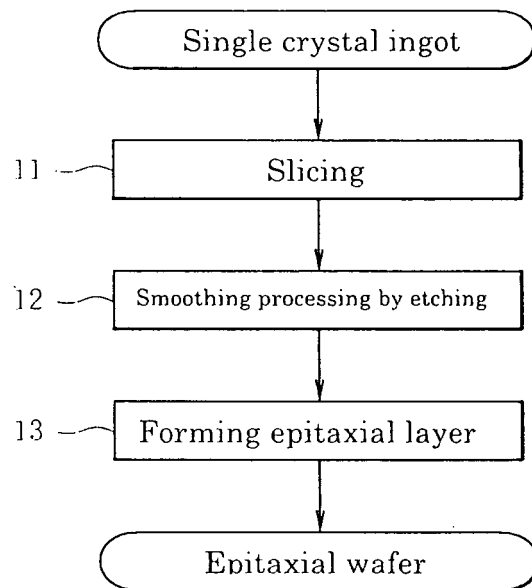 Single crystal ingot
11
Slicing
12
Smoothing processing by etching
13
Forming epitaxial layer
Epitaxial wafer